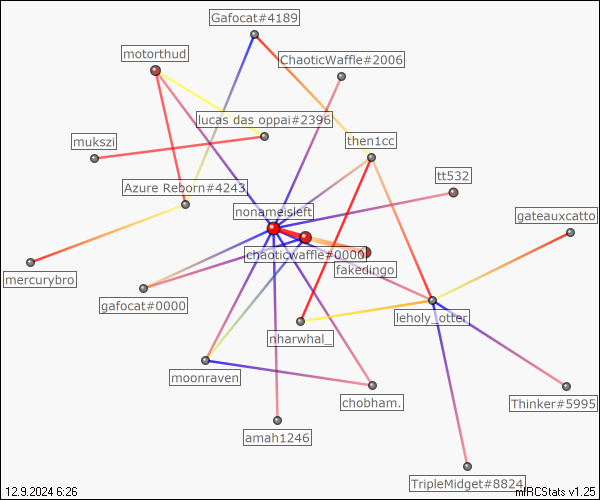 Gafocat#4189
motorthud
ChaoticWaffle#2006
lucas das oppai#2396
mukszi
then1cc
tt532
Azure Reborn#4243
nonameisleft
gateauxcatto
chaoticwaffle#0000
fakedingo
mercurybro
gafocat#0000
leholy_otter
nharwhal_
moonraven
chobham.
Thinker#5995
amah1246
TripleMidget#8824
12.9.2024 6:26
mIRCStats v1.25